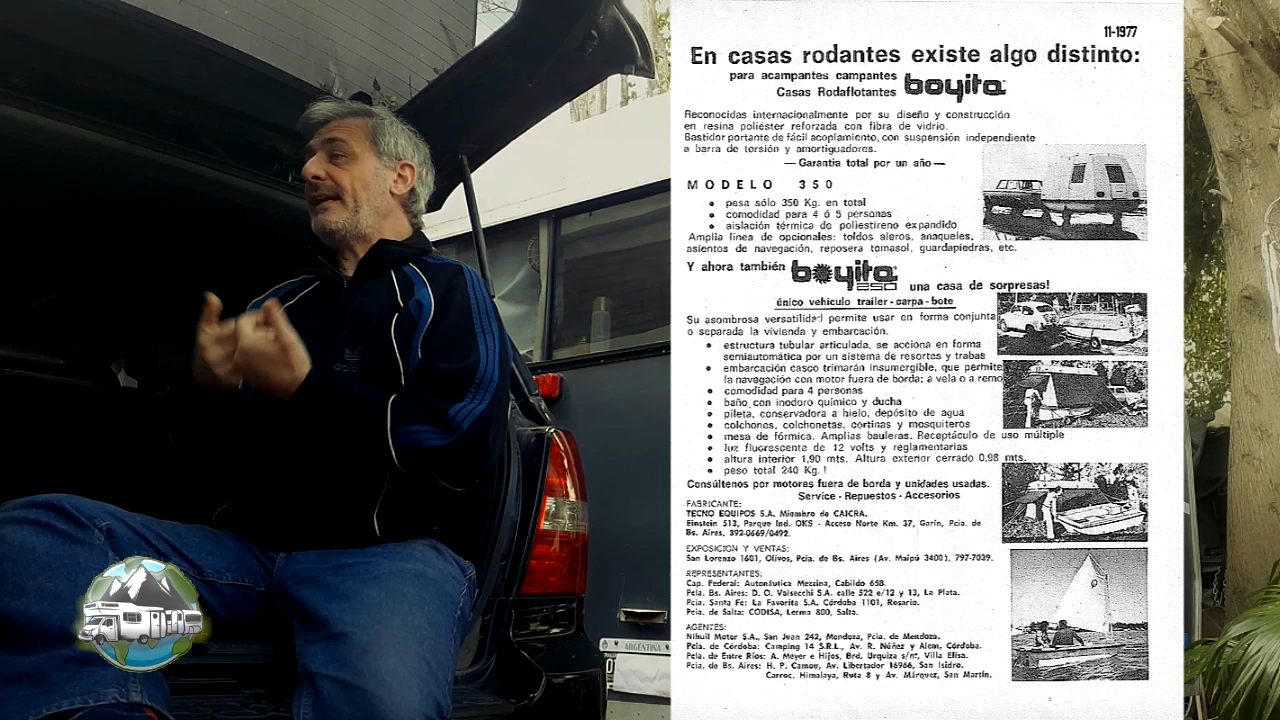 11-1977
En casas rodantes existe algo distinto:
para acampantes campantes
Casas Rodaflotantes boyita
Reconocidas internacionalmente por su diseño y construcción
en resina poliéster reforzada con fibra de vidrio.
Bastidor portante de fácil acoplamiento, con suspensión independiente
a barra de torsión y amortiguadores.
— Garantía total por un año —
MODELO 350
• pesa sólo 350 Kg. en total
• comodidad para 4 ó 5 personas
• aislación térmica de poliestireno expandido
Amplia línea de opcionales: toldos aleros, anaqueles,
asientos de navegación, reposera tomasol, guardapiedras, etc.
Y ahora también boyita 250 una casa de sorpresas!
único vehículo trailer - carpa - bote
Su asombrosa versatilidad permite usar en forma conjunta
o separada la vivienda y embarcación.
• estructura tubular articulada, se acciona en forma
semiautomática por un sistema de resortes y trabas
• embarcación casco trimarán insumergible, que permite
la navegación con motor fuera de borda: a vela o a remo
• comodidad para 4 personas
• baño con inodoro químico y ducha
• pileta, conservadora a hielo, depósito de agua
• colchones, colchonetas, cortinas y mosquiteros
• mesa de fórmica. Amplias bauleras. Receptáculo de uso múltiple
• luz fluorescente de 12 volts y reglamentarias
• altura interior 1,90 mts. Altura exterior cerrado 0,98 mts.
• peso total 240 Kg. !
Consúltenos por motores fuera de borda y unidades usadas.
Service - Repuestos - Accesorios
FABRICANTE:
TECNO EQUIPOS S.A. Miembro de CAICRA.
Einstein 513, Parque Ind. OKS - Acceso Norte Km. 37, Garín, Pcia. de
Bs. Aires, 392-0669/0492.
EXPOSICION Y VENTAS:
San Lorenzo 1601, Olivos, Pcia. de Bs. Aires (Av. Maipú 3400), 797-7039.
REPRESENTANTES:
Cap. Federal: Autonáutica Mezzina, Cabildo 658.
Pcia. Bs. Aires: D. O. Valsecchi S.A. calle 522 e/12 y 13, La Plata.
Pcia. Santa Fe: La Favorita S.A. Córdoba 1101, Rosario.
Pcia. de Salta: CODISA, Lerma 800, Salta.
AGENTES:
Nihuil Motor S.A., San Juan 242, Mendoza, Pcia. de Mendoza.
Pcia. de Córdoba: Camping 14 S.R.L., Av. R. Núñez y Alem, Córdoba.
Pcia. de Entre Ríos: A. Meyer e Hijos, Brd. Urquiza s/n°, Villa Elisa.
Pcia. de Bs. Aires: H. P. Camou, Av. Libertador 16966, San Isidro.
Carroc, Himalaya, Ruta 8 y Av. Márquez, San Martín.
adidas
ARGENTINA